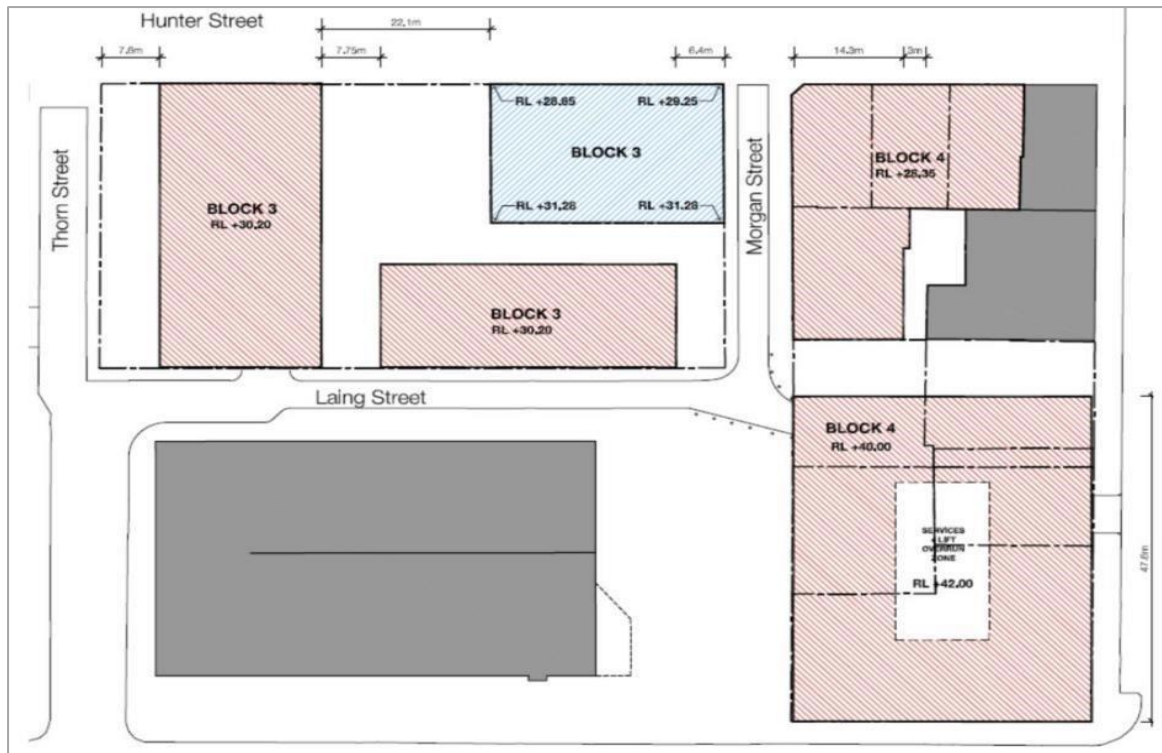 Hunter Street
22.1m
7.6m
7.75m
6.4m
14.3m
3m
RL +28.85
RL +29.25
BLOCK 3
RL +31.28
RL +31.28
BLOCK 4
RL +28.35
Thorn Street
Morgan Street
BLOCK 3
RL +30.20
BLOCK 3
RL +30.20
Laing Street
BLOCK 4
RL +40.00
SERVICES
+ LIFT
OVERRUN
ZONE
RL +42.00
47.6m